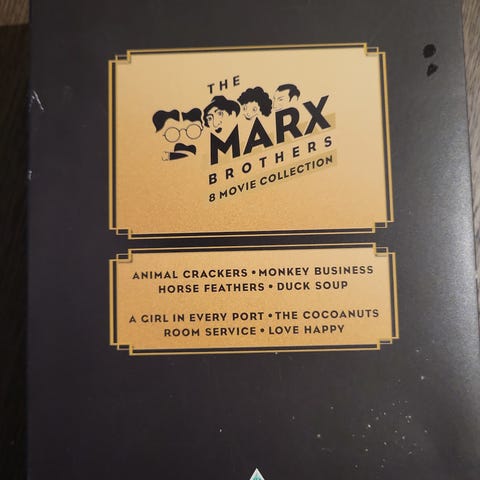 THE
MARX
BROTHERS
8 MOVIE COLLECTION
ANIMAL CRACKERS • MONKEY BUSINESS
HORSE FEATHERS • DUCK SOUP
A GIRL IN EVERY PORT • THE COCOANUTS
ROOM SERVICE • LOVE HAPPY